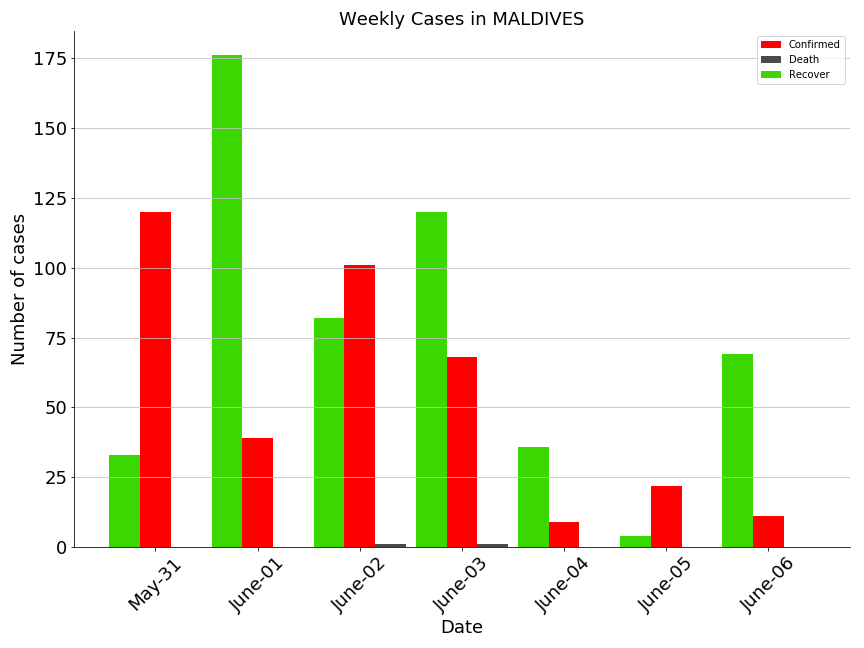 Weekly Cases in MALDIVES
Confirmed
Death
Recover
175
150
125
100
75
50
25
0
Number of cases
May-31
June-01
June-02
June-03
June-04
June-05
June-06
Date